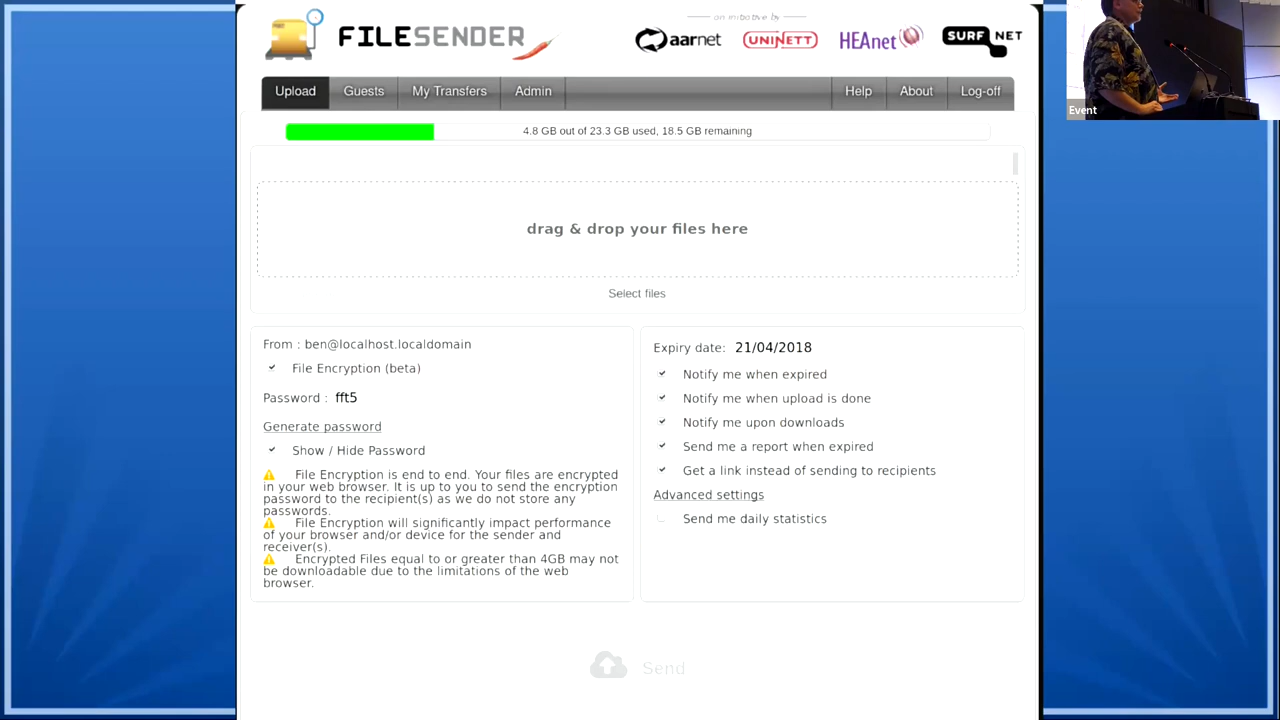 an initiative by
FILESENDER
aarnet
UNINETT
HEAnet
SURF NET
Upload
Guests
My Transfers
Admin
Help
About
Log-off
Event
4.8 GB out of 23.3 GB used, 18.5 GB remaining
drag & drop your files here
Select files
From : ben@localhost.localdomain
File Encryption (beta)
Password : fft5
Generate password
Show / Hide Password
File Encryption is end to end. Your files are encrypted
in your web browser. It is up to you to send the encryption
password to the recipient(s) as we do not store any
passwords.
File Encryption will significantly impact performance
of your browser and/or device for the sender and
receiver(s).
Encrypted Files equal to or greater than 4GB may not
be downloadable due to the limitations of the web
browser.
Expiry date: 21/04/2018
Notify me when expired
Notify me when upload is done
Notify me upon downloads
Send me a report when expired
Get a link instead of sending to recipients
Advanced settings
Send me daily statistics
Send